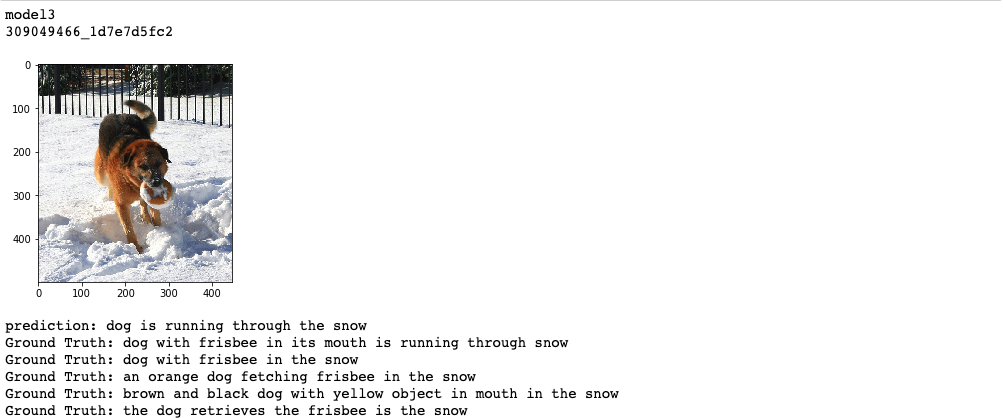 model3
309049466_1d7e7d5fc2
0
100
200
300
400
0 100 200 300 400
prediction: dog is running through the snow
Ground Truth: dog with frisbee in its mouth is running through snow
Ground Truth: dog with frisbee in the snow
Ground Truth: an orange dog fetching frisbee in the snow
Ground Truth: brown and black dog with yellow object in mouth in the snow
Ground Truth: the dog retrieves the frisbee is the snow